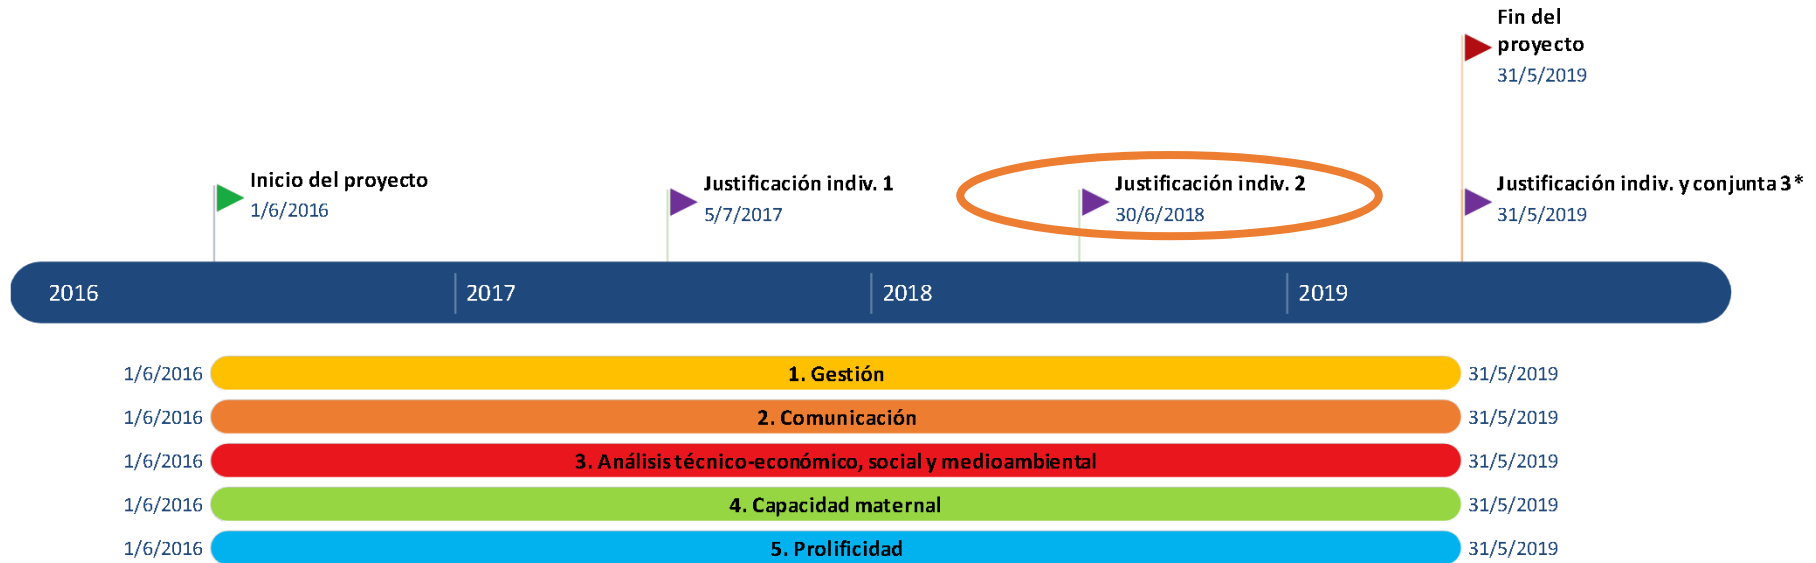 Fin del
proyecto
31/5/2019
Inicio del proyecto
1/6/2016
Justificación indiv. 1
5/7/2017
Justificación indiv. 2
30/6/2018
Justificación indiv. y conjunta 3*
31/5/2019
2016 2017 2018 2019
1/6/2016 1. Gestión 31/5/2019
1/6/2016 2. Comunicación 31/5/2019
1/6/2016 3. Análisis técnico-económico, social y medioambiental 31/5/2019
1/6/2016 4. Capacidad maternal 31/5/2019
1/6/2016 5. Prolificidad 31/5/2019